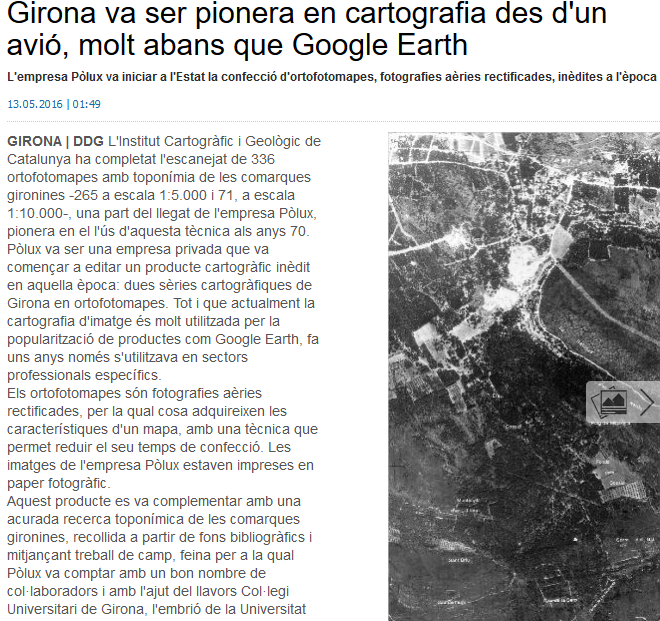 Girona va ser pionera en cartografia des d'un
avió, molt abans que Google Earth
L'empresa Pòlux va iniciar a l'Estat la confecció d'ortofotomapes, fotografies aèries rectificades, inèdites a l'època
13.05.2016 | 01:49
GIRONA | DDG L'Institut Cartogràfic i Geològic de
Catalunya ha completat l'escanejat de 336
ortofotomapes amb toponímia de les comarques
gironines -265 a escala 1:5.000 i 71, a escala
1:10.000-, una part del llegat de l'empresa Pòlux,
pionera en el l'ús d'aquesta tècnica als anys 70.
Pòlux va ser una empresa privada que va
començar a editar un producte cartogràfic inèdit
en aquella època: dues sèries cartogràfiques de
Girona en ortofotomapes. Tot i que actualment la
cartografia d'imatge és molt utilitzada per la
popularització de productes com Google Earth, fa
uns anys només s'utilitzava en sectors
professionals específics.
Els ortofotomapes són fotografies aèries
rectificades, per la qual cosa adquireixen les
característiques d'un mapa, amb una tècnica que
permet reduir el seu temps de confecció. Les
imatges de l'empresa Pòlux estaven impreses en
paper fotogràfic.
Aquest producte es va complementar amb una
acurada recerca toponímica de les comarques
gironines, recollida a partir de fons bibliogràfics i
mitjançant treball de camp, feina per a la qual
Pòlux va comptar amb un bon nombre de
col·laboradors i amb l'ajut del llavors Col·legi
Universitari de Girona, l'embrió de la Universitat